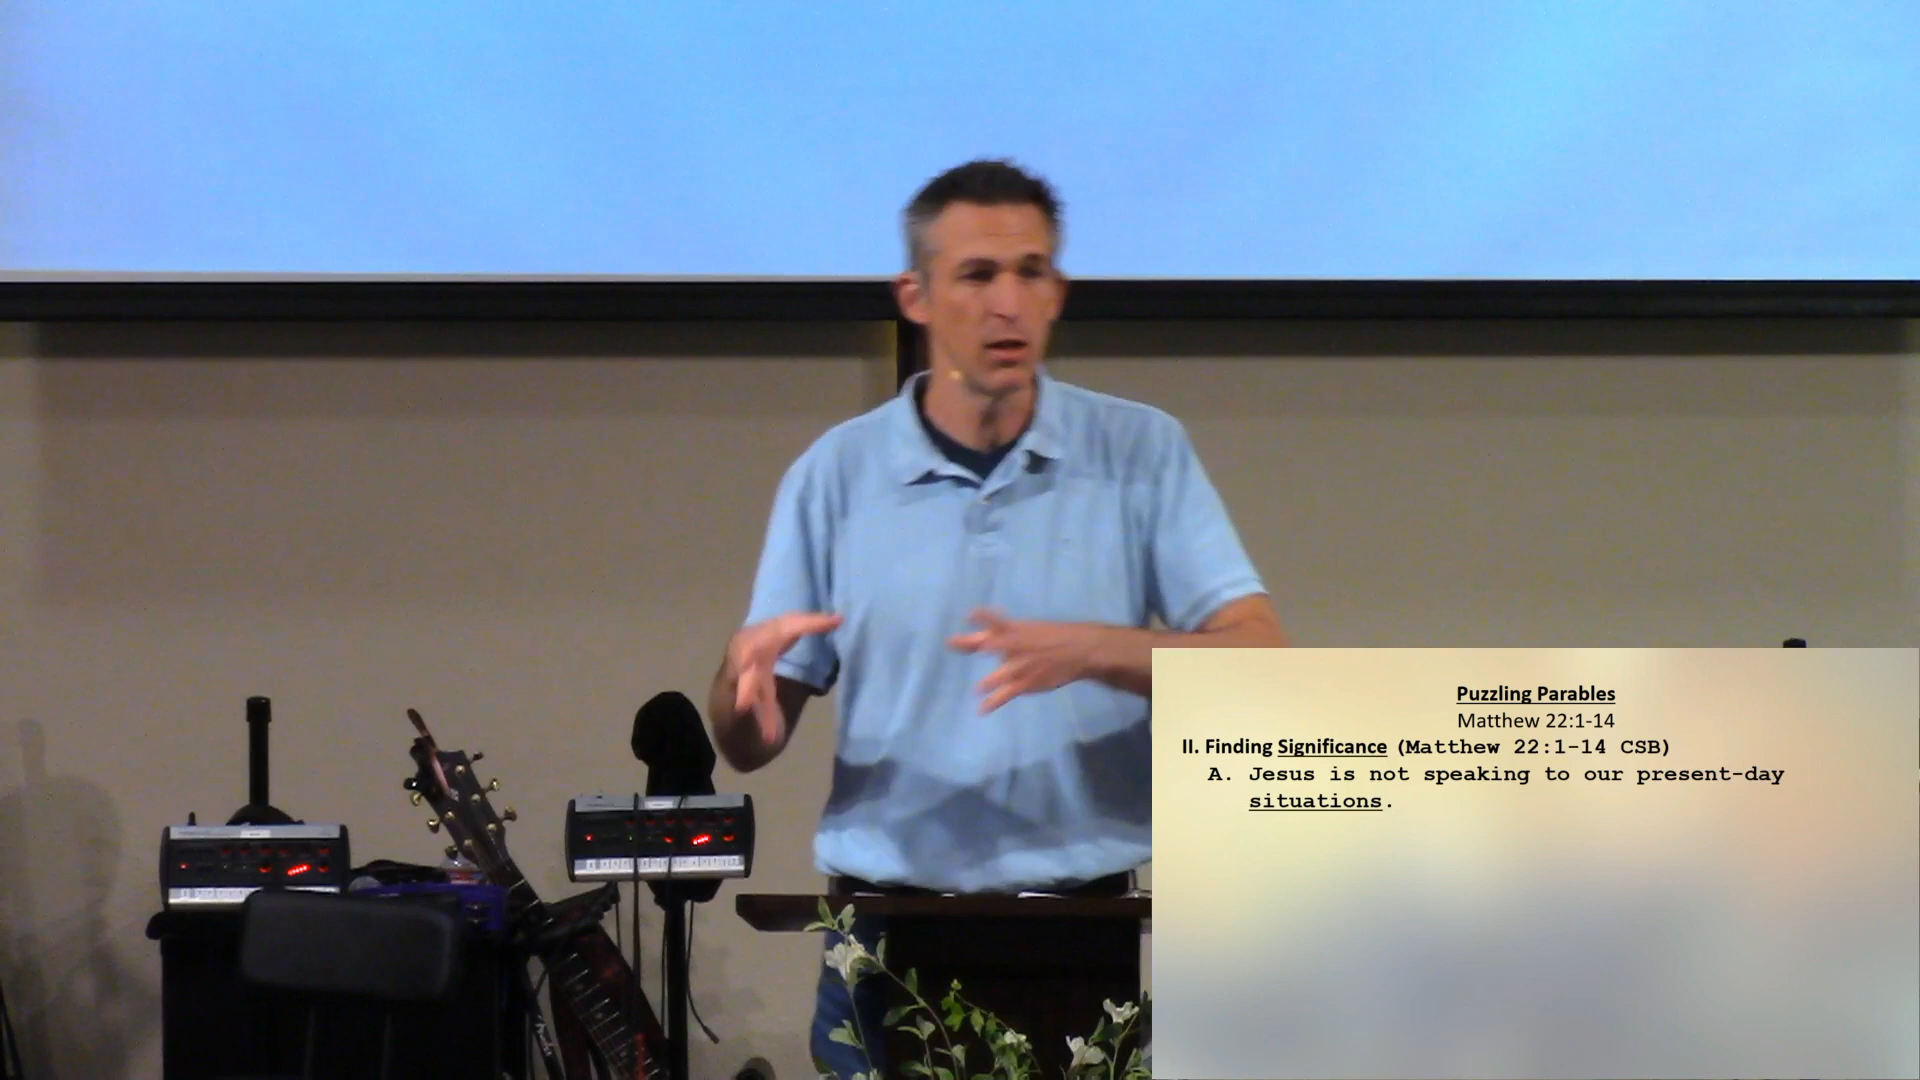 Puzzling Parables
Matthew 22:1-14
II. Finding Significance (Matthew 22:1-14 CSB)
A. Jesus is not speaking to our present-day
situations.